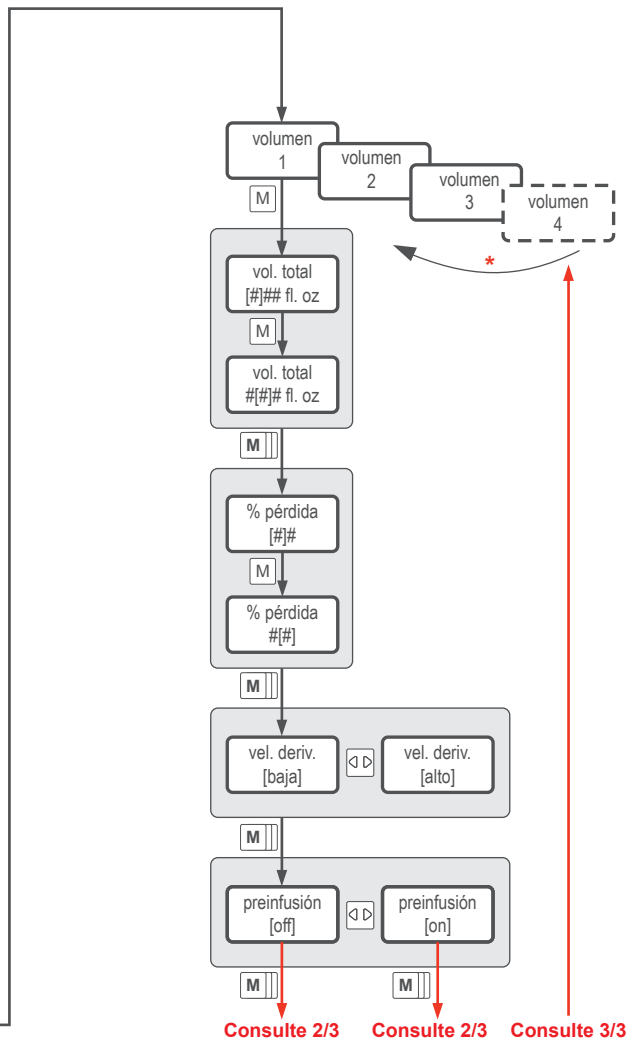 volumen
1
volumen
2
volumen
3
volumen
4
M
*
vol. total
[#]## fl. oz
M
vol. total
#[#]# fl. oz
M
% pérdida
[#]#
M
% pérdida
#[#]
M
vel. deriv.
[baja]
vel. deriv.
[alto]
M
preinfusión
[off]
preinfusión
[on]
M
M
Consulte 2/3
Consulte 2/3
Consulte 3/3